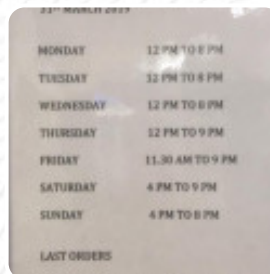 31ST MARCH 2019
MONDAY 12 PM TO 8 PM
TUESDAY 12 PM TO 8 PM
WEDNESDAY 12 PM TO 8 PM
THURSDAY 12 PM TO 9 PM
FRIDAY 11.30 AM TO 9 PM
SATURDAY 4 PM TO 9 PM
SUNDAY 4 PM TO 8 PM
LAST ORDERS